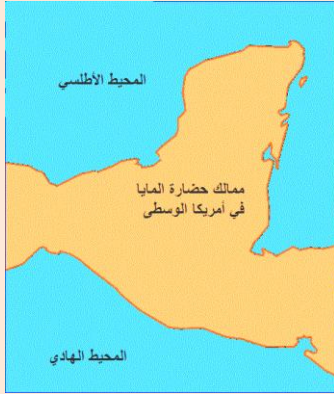 المحيط الأطلسي
ممالك حضارة المايا
في أمريكا الوسطى
المحيط الهادي